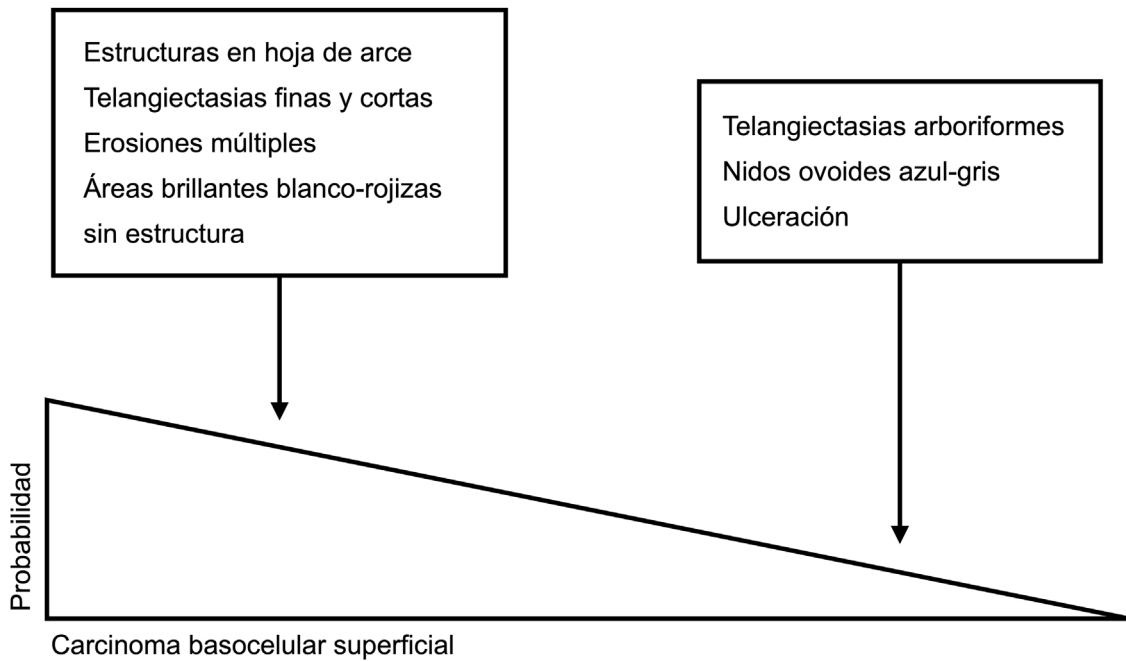 Estructuras en hoja de arce
Telangiectasias finas y cortas
Erosiones múltiples
Áreas brillantes blanco-rojizas
sin estructura
Telangiectasias arboriformes
Nidos ovoides azul-gris
Ulceración
Probabilidad
Carcinoma basocelular superficial